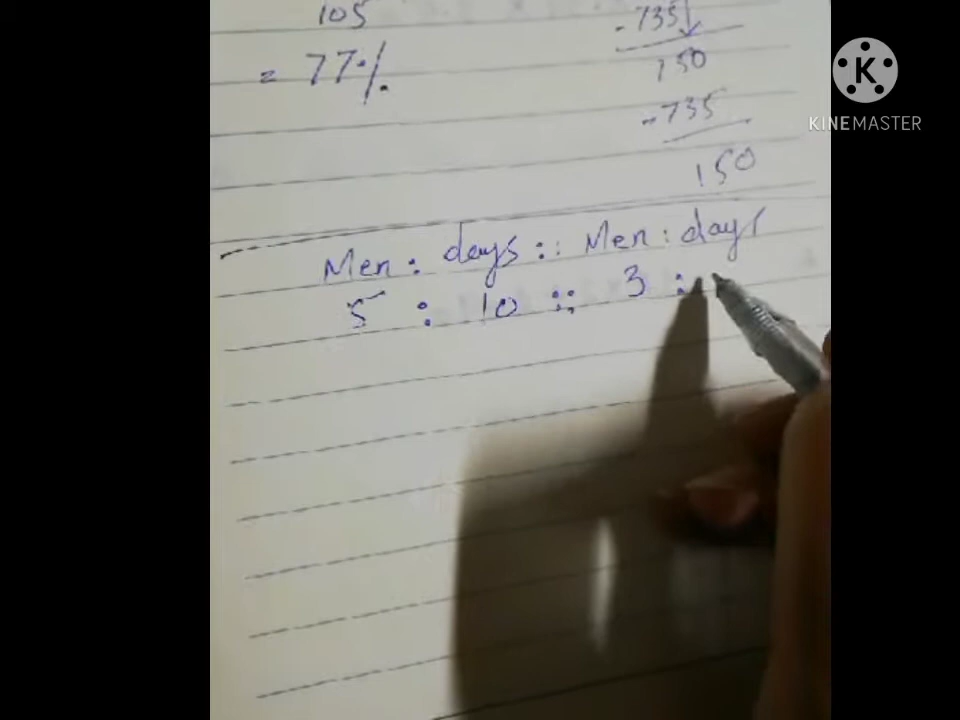 105
= 77%
- 735
150
- 735
150
Men : days :: Men : days
5 : 10 :: 3 :
K
KINEMASTER